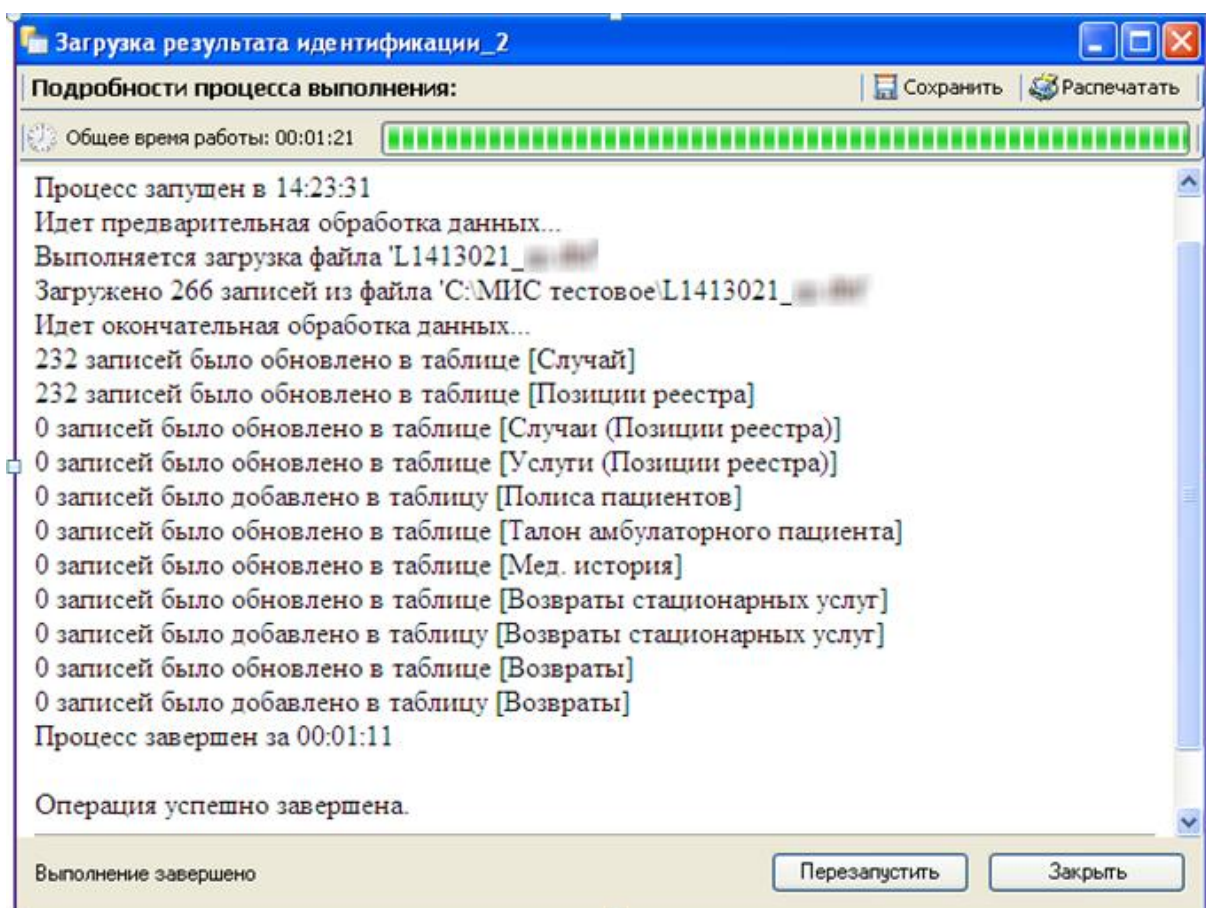 Загрузка результата идентификации_2
Подробности процесса выполнения:
Сохранить
Распечатать
Общее время работы: 00:01:21
Процесс запущен в 14:23:31
Идет предварительная обработка данных...
Выполняется загрузка файла 'L1413021_
Загружено 266 записей из файла 'C:\МИС тестовое\L1413021_
Идет окончательная обработка данных...
232 записей было обновлено в таблице [Случай]
232 записей было обновлено в таблице [Позиции реестра]
0 записей было обновлено в таблице [Случаи (Позиции реестра)]
0 записей было обновлено в таблице [Услуги (Позиции реестра)]
0 записей было добавлено в таблицу [Полиса пациентов]
0 записей было обновлено в таблице [Талон амбулаторного пациента]
0 записей было обновлено в таблице [Мед. история]
0 записей было обновлено в таблице [Возвраты стационарных услуг]
0 записей было добавлено в таблицу [Возвраты стационарных услуг]
0 записей было обновлено в таблице [Возвраты]
0 записей было добавлено в таблицу [Возвраты]
Процесс завершен за 00:01:11
Операция успешно завершена.
Выполнение завершено
Перезапустить
Закрыть